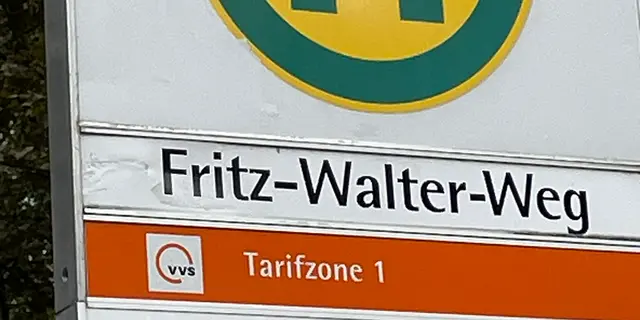 Fritz-Walter-Weg
vvs
Tarifzone 1